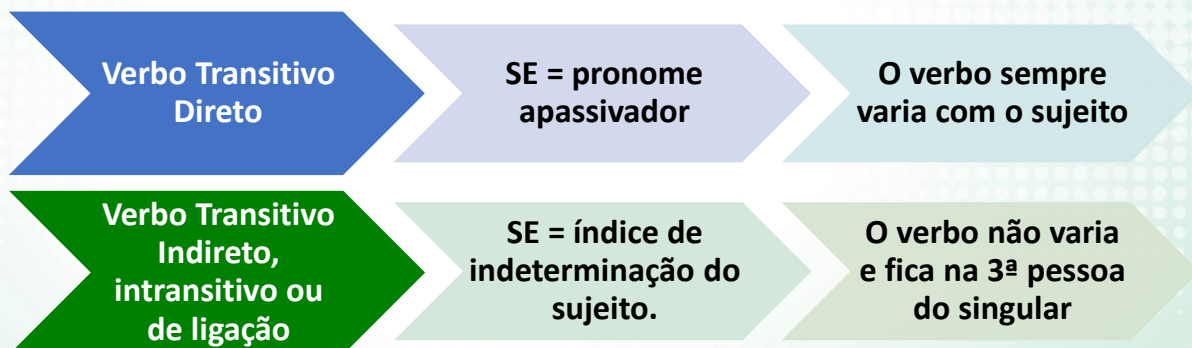 Verbo Transitivo
Direto
SE = pronome
apassivador
O verbo sempre
varia com o sujeito
Verbo Transitivo
Indireto,
intransitivo ou
de ligação
SE = índice de
indeterminação do
sujeito.
O verbo não varia
e fica na 3ª pessoa
do singular